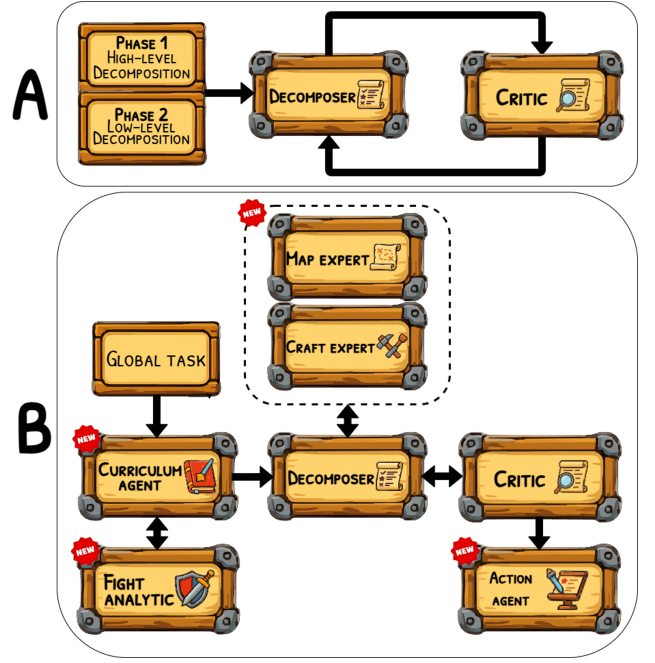 A
PHASE 1
HIGH-LEVEL
DECOMPOSITION
PHASE 2
LOW-LEVEL
DECOMPOSITION
DECOMPOSER
CRITIC
B
NEW
MAP EXPERT
CRAFT EXPERT
GLOBAL TASK
NEW
CURRICULUM
AGENT
DECOMPOSER
CRITIC
NEW
FIGHT
ANALYTIC
NEW
ACTION
AGENT